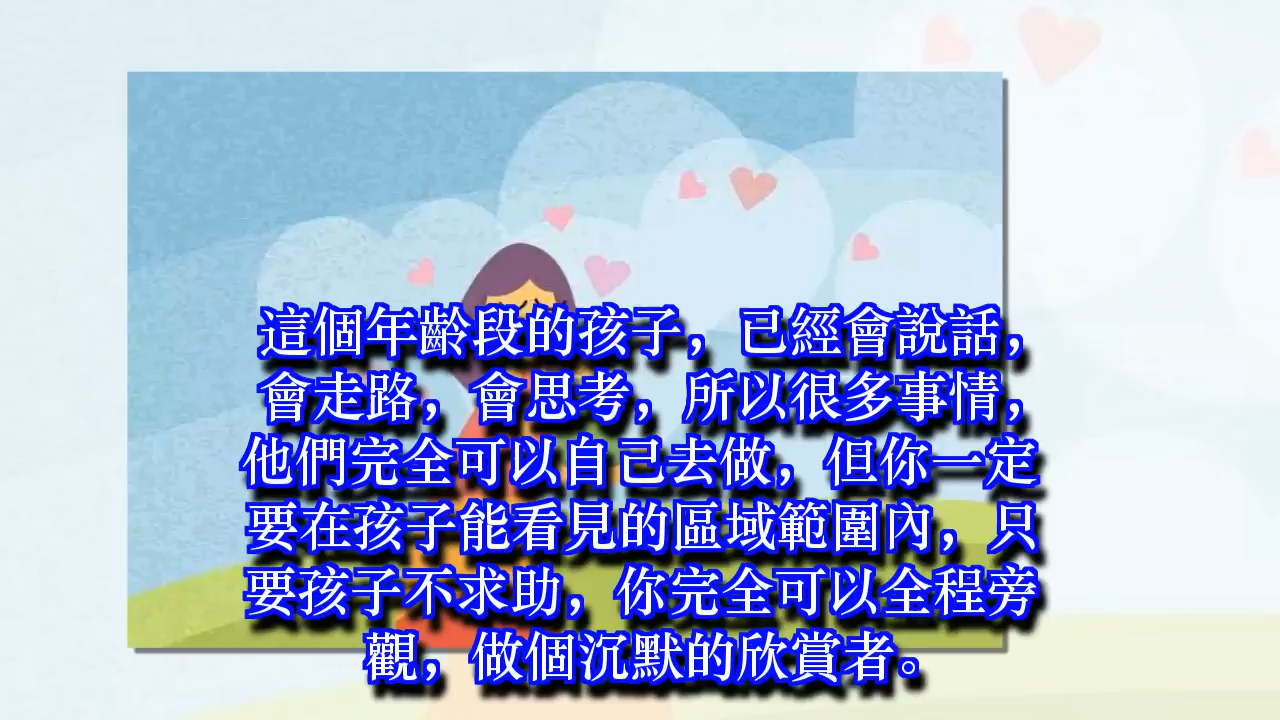 這個年齡段的孩子，已經會說話，
會走路，會思考，所以很多事情，
他們完全可以自己去做，但你一定
要在孩子能看見的區域範圍內，只
要孩子不求助，你完全可以全程旁
觀，做個沉默的欣賞者。